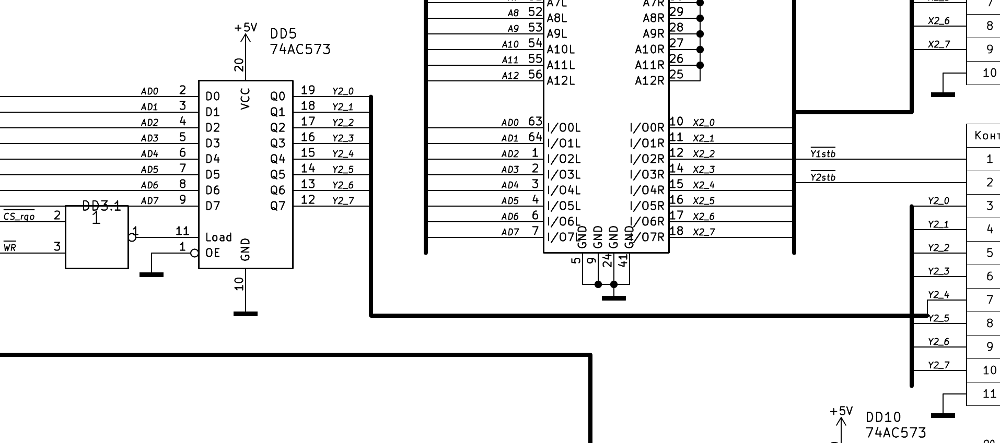 +5V
DD5
74AC573
20
AD0 2 D0 VCC Q0 19 Y2_0
AD1 3 D1 Q1 18 Y2_1
AD2 4 D2 Q2 17 Y2_2
AD3 5 D3 Q3 16 Y2_3
AD4 6 D4 Q4 15 Y2_4
AD5 7 D5 Q5 14 Y2_5
AD6 8 D6 Q6 13 Y2_6
AD7 9 D7 Q7 12 Y2_7
DD3.1
1
CS_rgo 2
WR 3
1
11 Load
1 OE GND
10
A7L A7R
A8 52 A8L A8R 29
A9 53 A9L A9R 28
A10 54 A10L A10R 27
A11 55 A11L A11R 26
A12 56 A12L A12R 25
AD0 63 I/O0L I/O0R 10 X2_0
AD1 64 I/O1L I/O1R 11 X2_1
AD2 1 I/O2L I/O2R 12 X2_2
AD3 2 I/O3L I/O3R 14 X2_3
AD4 3 I/O4L I/O4R 15 X2_4
AD5 4 I/O5L I/O5R 16 X2_5
AD6 6 I/O6L I/O6R 17 X2_6
AD7 7 I/O7L I/O7R 18 X2_7
GND GND GND GND
5 9 24 41
7
X2_6 8
X2_7 9
10
Конт
Y1stb 1
Y2stb 2
Y2_0 3
Y2_1 4
Y2_2 5
Y2_3 6
Y2_4 7
Y2_5 8
Y2_6 9
Y2_7 10
11
+5V
DD10
74AC573